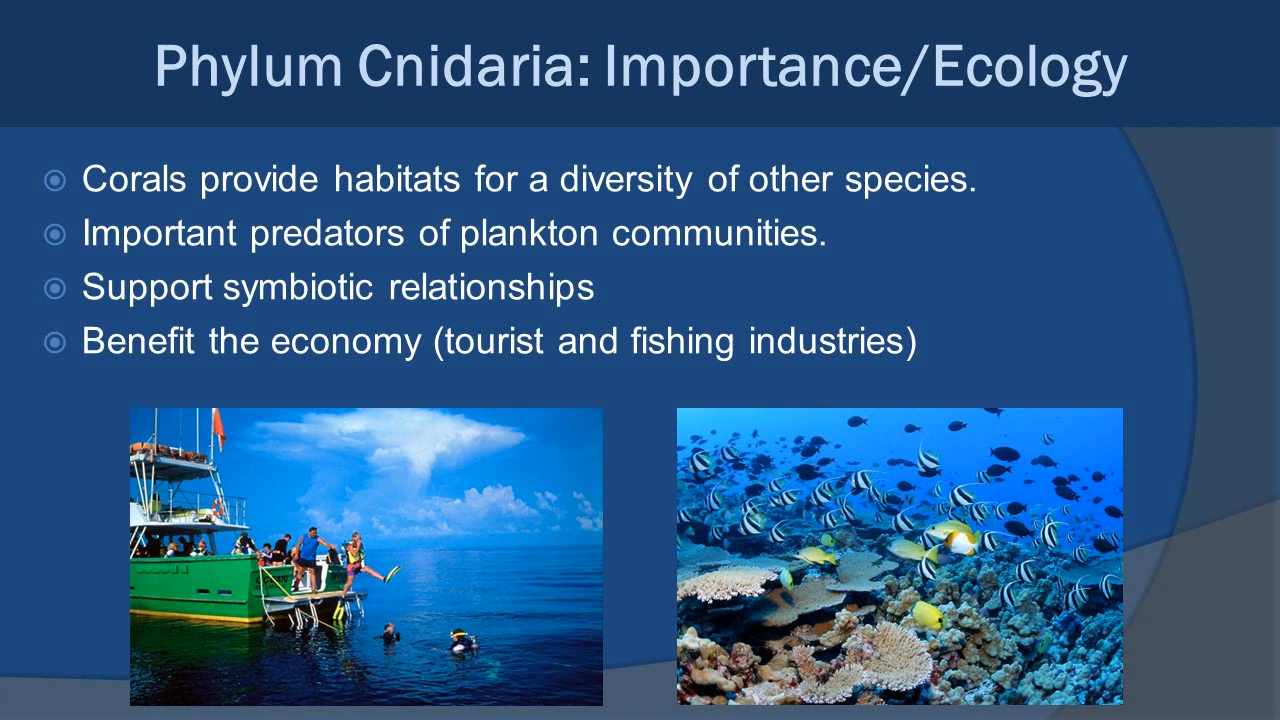 Phylum Cnidaria: Importance/Ecology
Corals provide habitats for a diversity of other species.
Important predators of plankton communities.
Support symbiotic relationships
Benefit the economy (tourist and fishing industries)